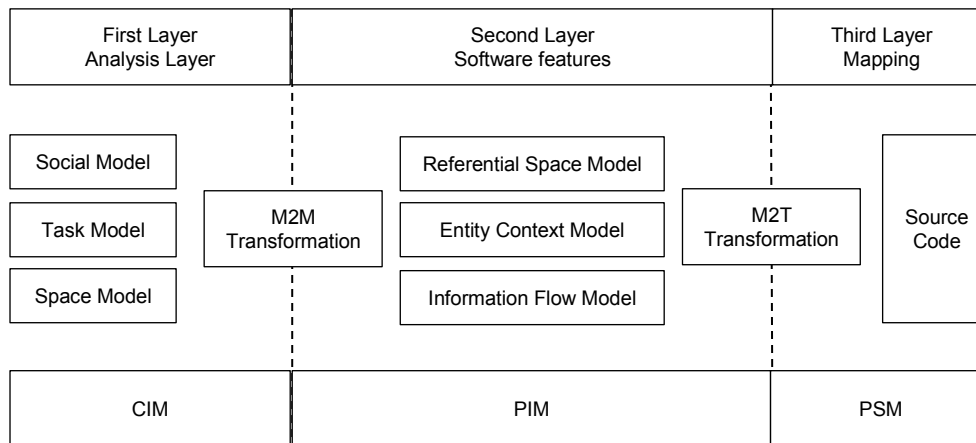 First Layer
Analysis Layer
Second Layer
Software features
Third Layer
Mapping
Social Model
Task Model
Space Model
M2M
Transformation
Referential Space Model
Entity Context Model
Information Flow Model
M2T
Transformation
Source
Code
CIM
PIM
PSM